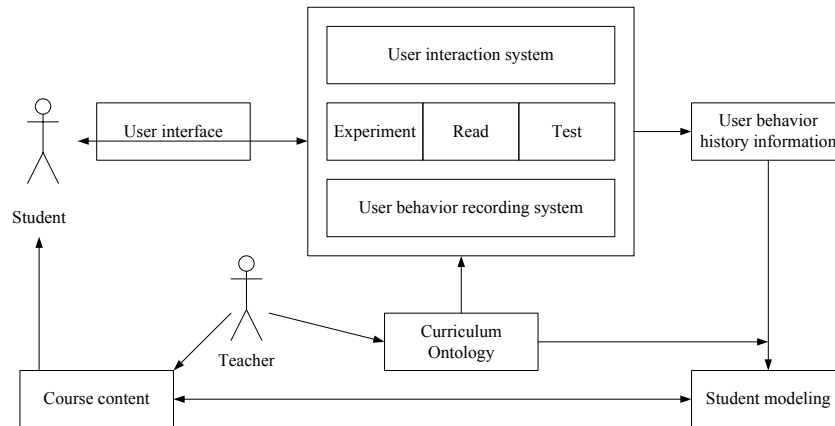 User interaction system
User interface
Experiment
Read
Test
User behavior
history information
User behavior recording system
Student
Curriculum
Ontology
Teacher
Course content
Student modeling